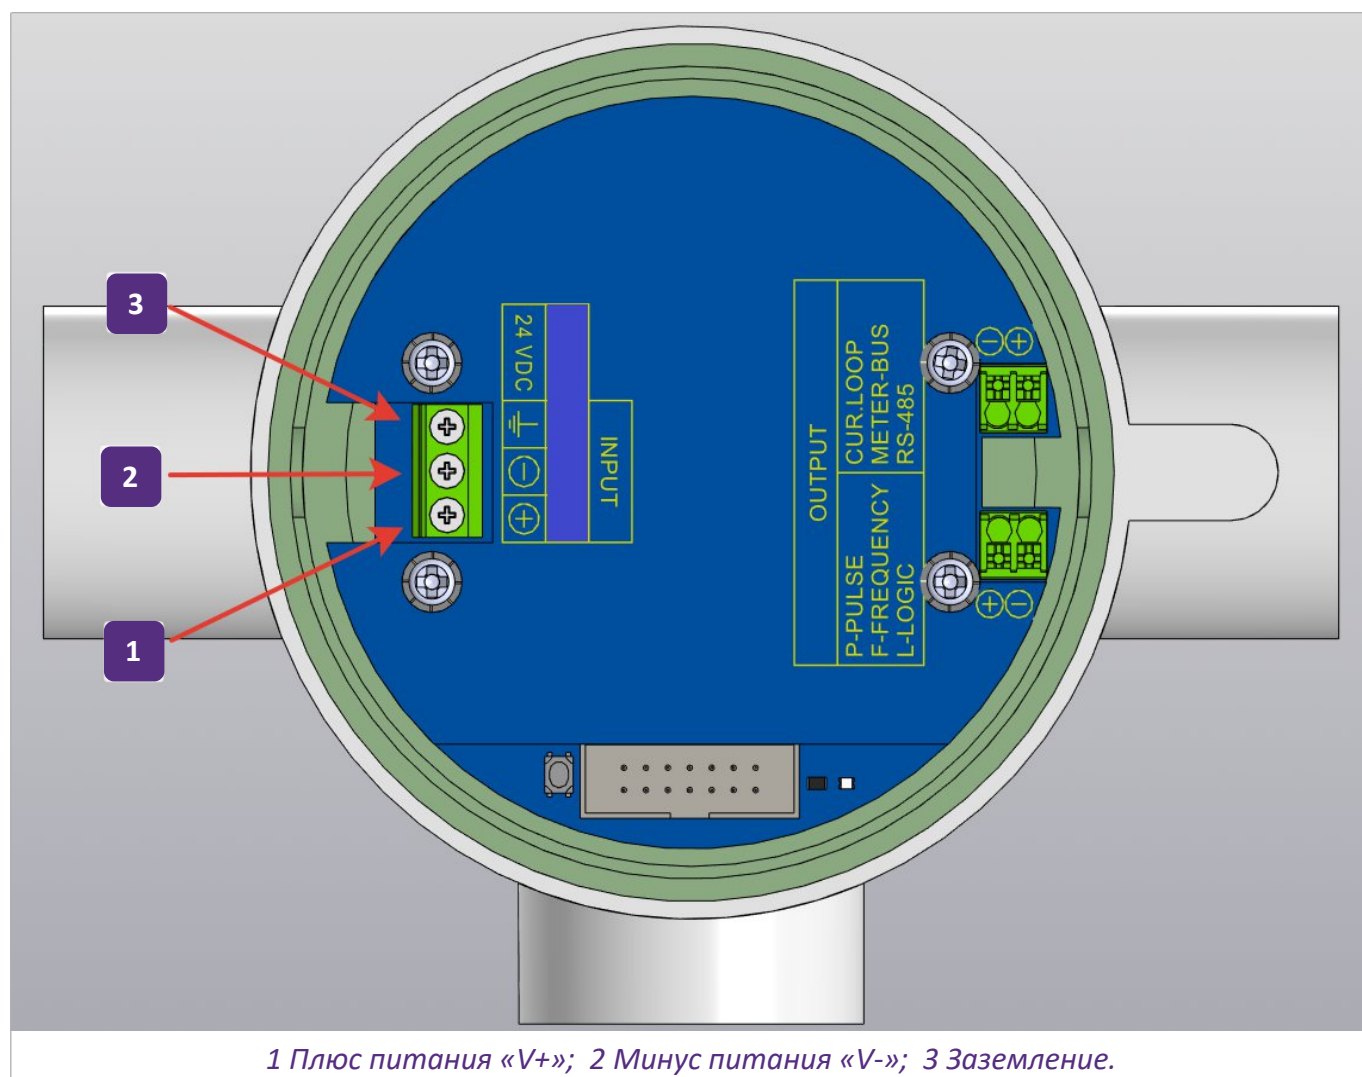 3
2
1
24 VDC
INPUT
OUTPUT
CUR.LOOP
METER-BUS
RS-485
P-PULSE
F-FREQUENCY
L-LOGIC
1 Плюс питания «V+»; 2 Минус питания «V-»; 3 Заземление.